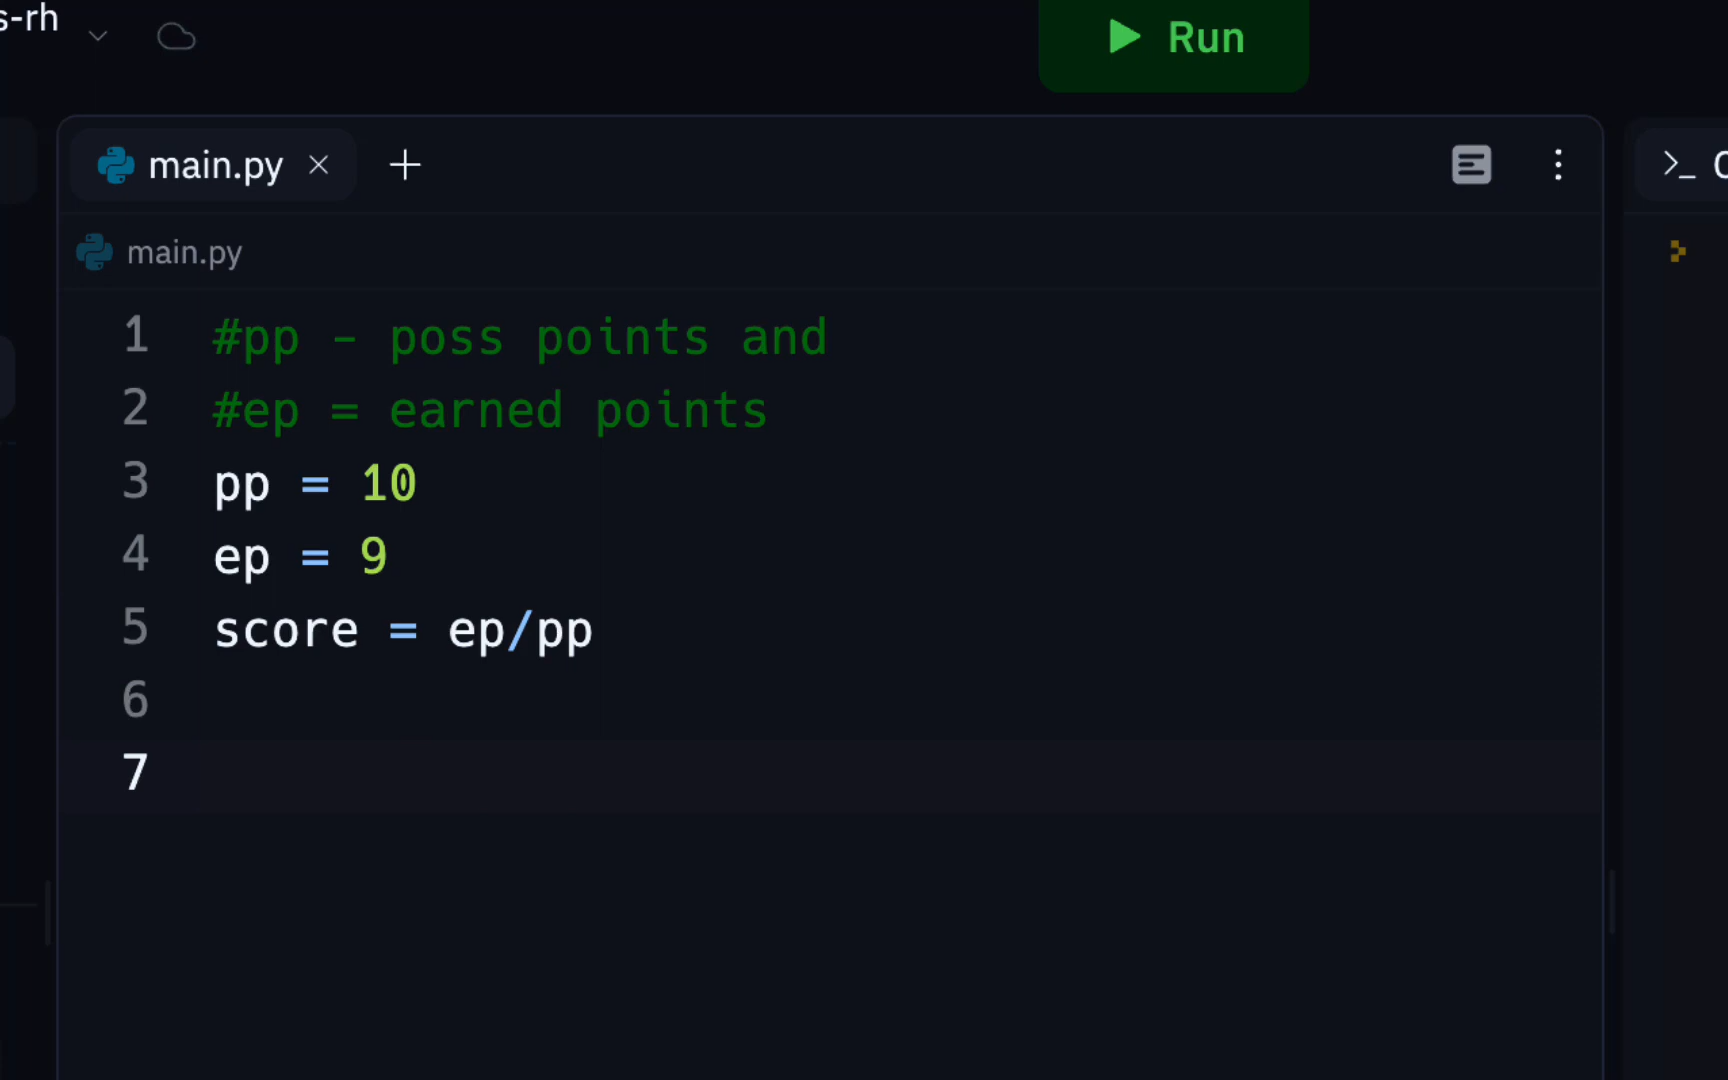 s-rh
Run
main.py
main.py
1 #pp - poss points and
2 #ep = earned points
3 pp = 10
4 ep = 9
5 score = ep/pp
6
7